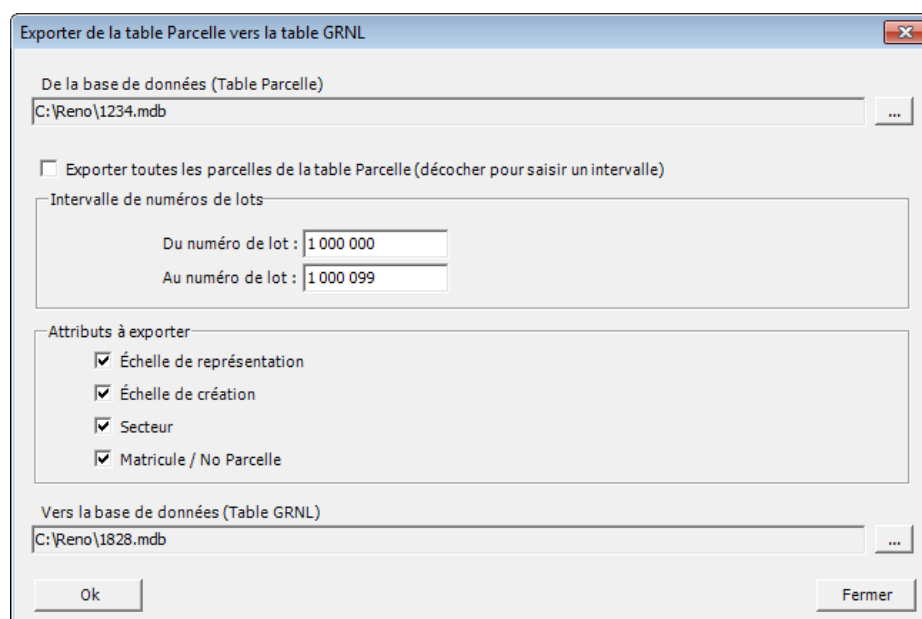 Exporter de la table Parcelle vers la table GRNL
De la base de données (Table Parcelle)
C:\Reno\1234.mdb
...
Exporter toutes les parcelles de la table Parcelle (décocher pour saisir un intervalle)
Intervalle de numéros de lots
Du numéro de lot : 1 000 000
Au numéro de lot : 1 000 099
Attributs à exporter
Échelle de représentation
Échelle de création
Secteur
Matricule / No Parcelle
Vers la base de données (Table GRNL)
C:\Reno\1828.mdb
...
Ok Fermer